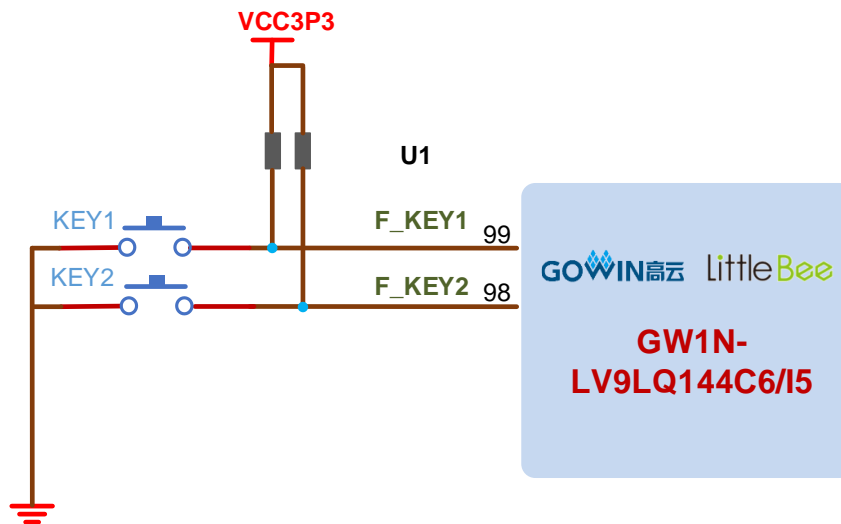 VCC3P3
U1
KEY1
F_KEY1
99
KEY2
F_KEY2
98
GOWIN高云 LittleBee
GW1N-
LV9LQ144C6/I5